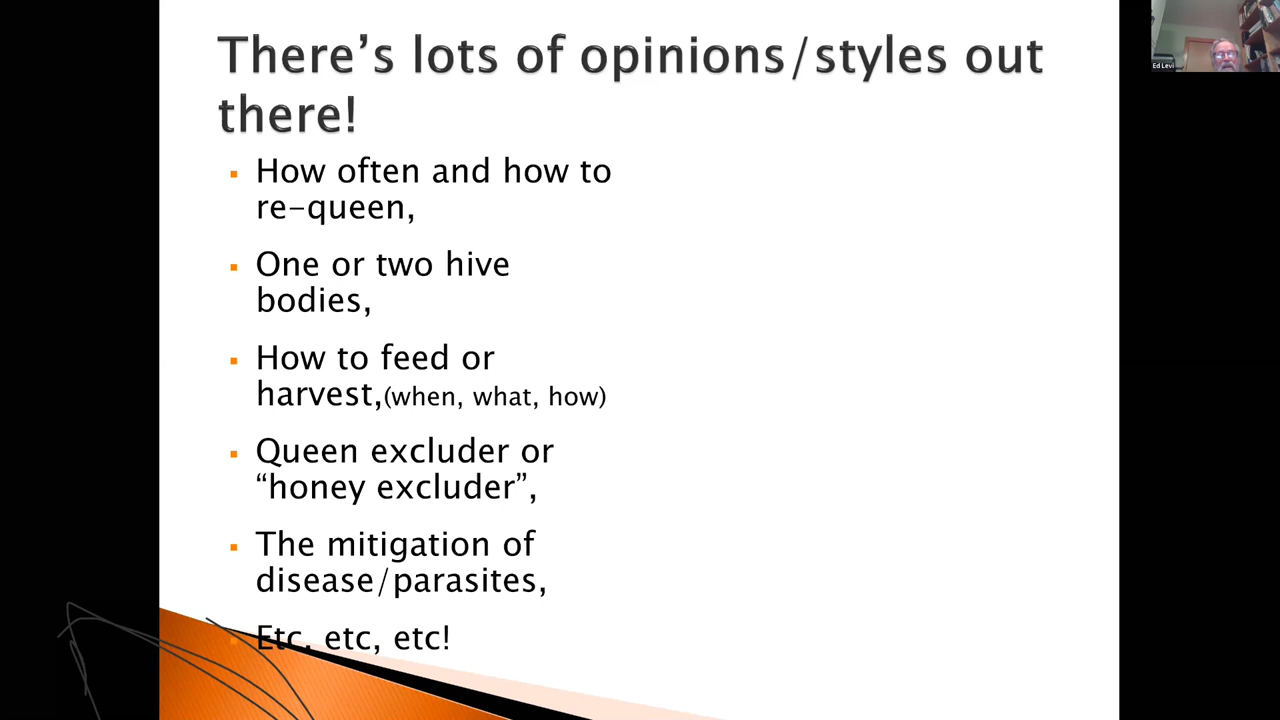 There’s lots of opinions/styles out
there!
How often and how to
re-queen,
One or two hive
bodies,
How to feed or
harvest,(when, what, how)
Queen excluder or
“honey excluder”,
The mitigation of
disease/parasites,
Etc, etc, etc!
Ed Levi